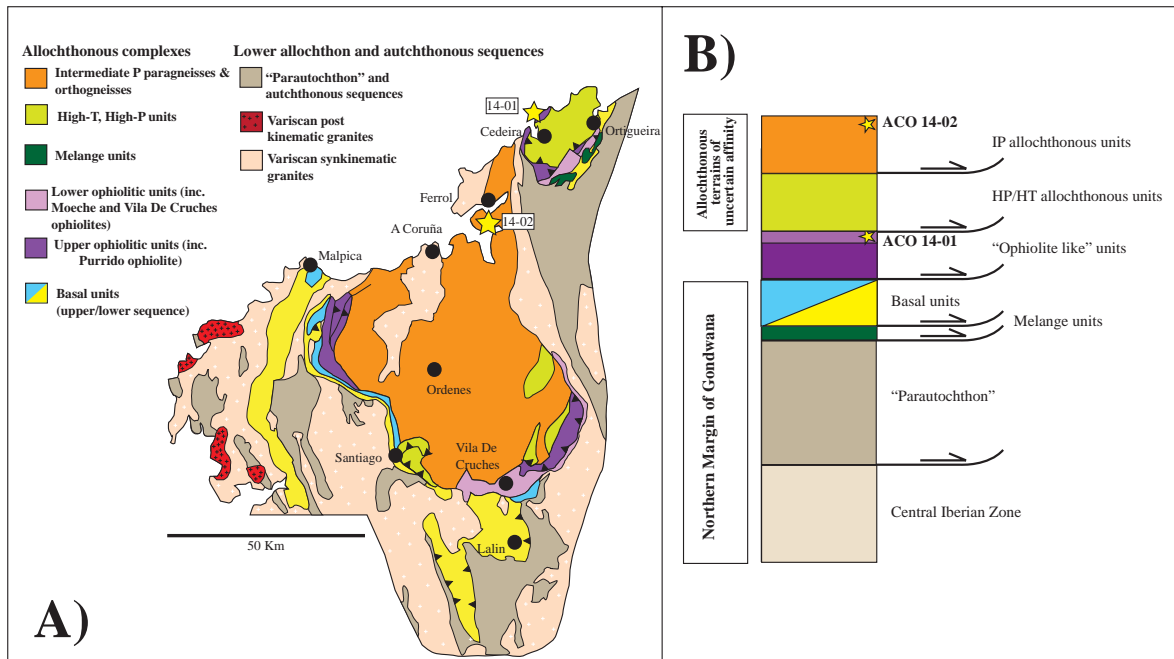 Allochthonous complexes
Intermediate P paragneisses &
orthogneisses
High-T, High-P units
Melange units
Lower ophiolitic units (inc.
Moeche and Vila De Cruches
ophiolites)
Upper ophiolitic units (inc.
Purrido ophiolite)
Basal units
(upper/lower sequence)
Lower allochthon and autchthonous sequences
“Parautochthon” and
autchthonous sequences
Variscan post
kinematic granites
Variscan synkinematic
granites
14-01
Cedeira
Ortigueira
Ferrol
14-02
A Coruña
Malpica
Ordenes
Santiago
Vila De
Cruches
Lalin
50 Km
A)
B)
Allochthonous
terrains of
uncertain affinity
Northern Margin of Gondwana
ACO 14-02
IP allochthonous units
HP/HT allochthonous units
ACO 14-01
“Ophiolite like” units
Basal units
Melange units
“Parautochthon”
Central Iberian Zone